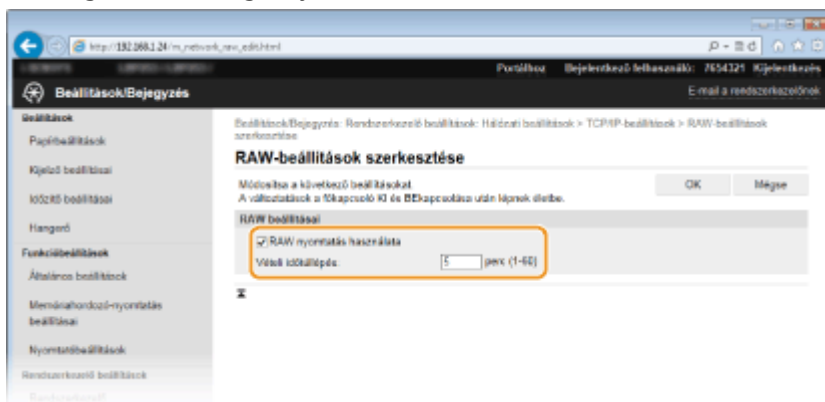 http://192.168.1.24/m_network_raw_edit.html
Portálhoz Bejelentkező felhasználó: 7654321 Kijelentkezés
Beállítások/Bejegyzés
E-mail a rendszerkezelőnek
Beállítások
Papírbeállítások
Kijelző beállításai
Időzítő beállításai
Hangerő
Funkcióbeállítások
Általános beállítások
Memóriahordozó-nyomtatás
beállításai
Nyomtatóbeállítások
Rendszerkezelő beállítások
Beállítások/Bejegyzés: Rendszerkezelő beállítások: Hálózati beállítások > TCP/IP-beállítások > RAW-beállítások
szerkesztése
RAW-beállítások szerkesztése
Módosítsa a következő beállításokat.
A változtatások a főkapcsoló KI és BEkapcsolása után lépnek életbe.
OK Mégse
RAW beállításai
RAW nyomtatás használata
Vételi időtúllépés: 5 perc (1-60)